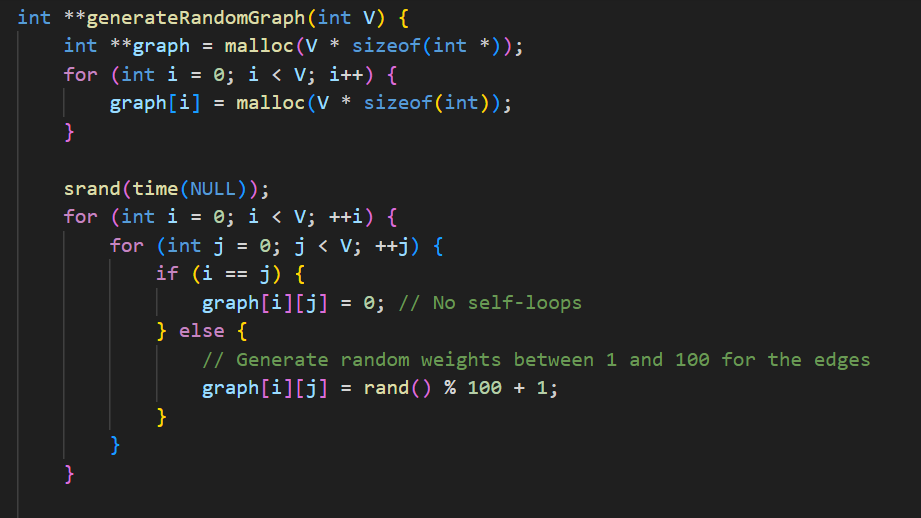 int **generateRandomGraph(int V) {
    int **graph = malloc(V * sizeof(int *));
    for (int i = 0; i < V; i++) {
        graph[i] = malloc(V * sizeof(int));
    }

    srand(time(NULL));
    for (int i = 0; i < V; ++i) {
        for (int j = 0; j < V; ++j) {
            if (i == j) {
                graph[i][j] = 0; // No self-loops
            } else {
                // Generate random weights between 1 and 100 for the edges
                graph[i][j] = rand() % 100 + 1;
            }
        }
    }